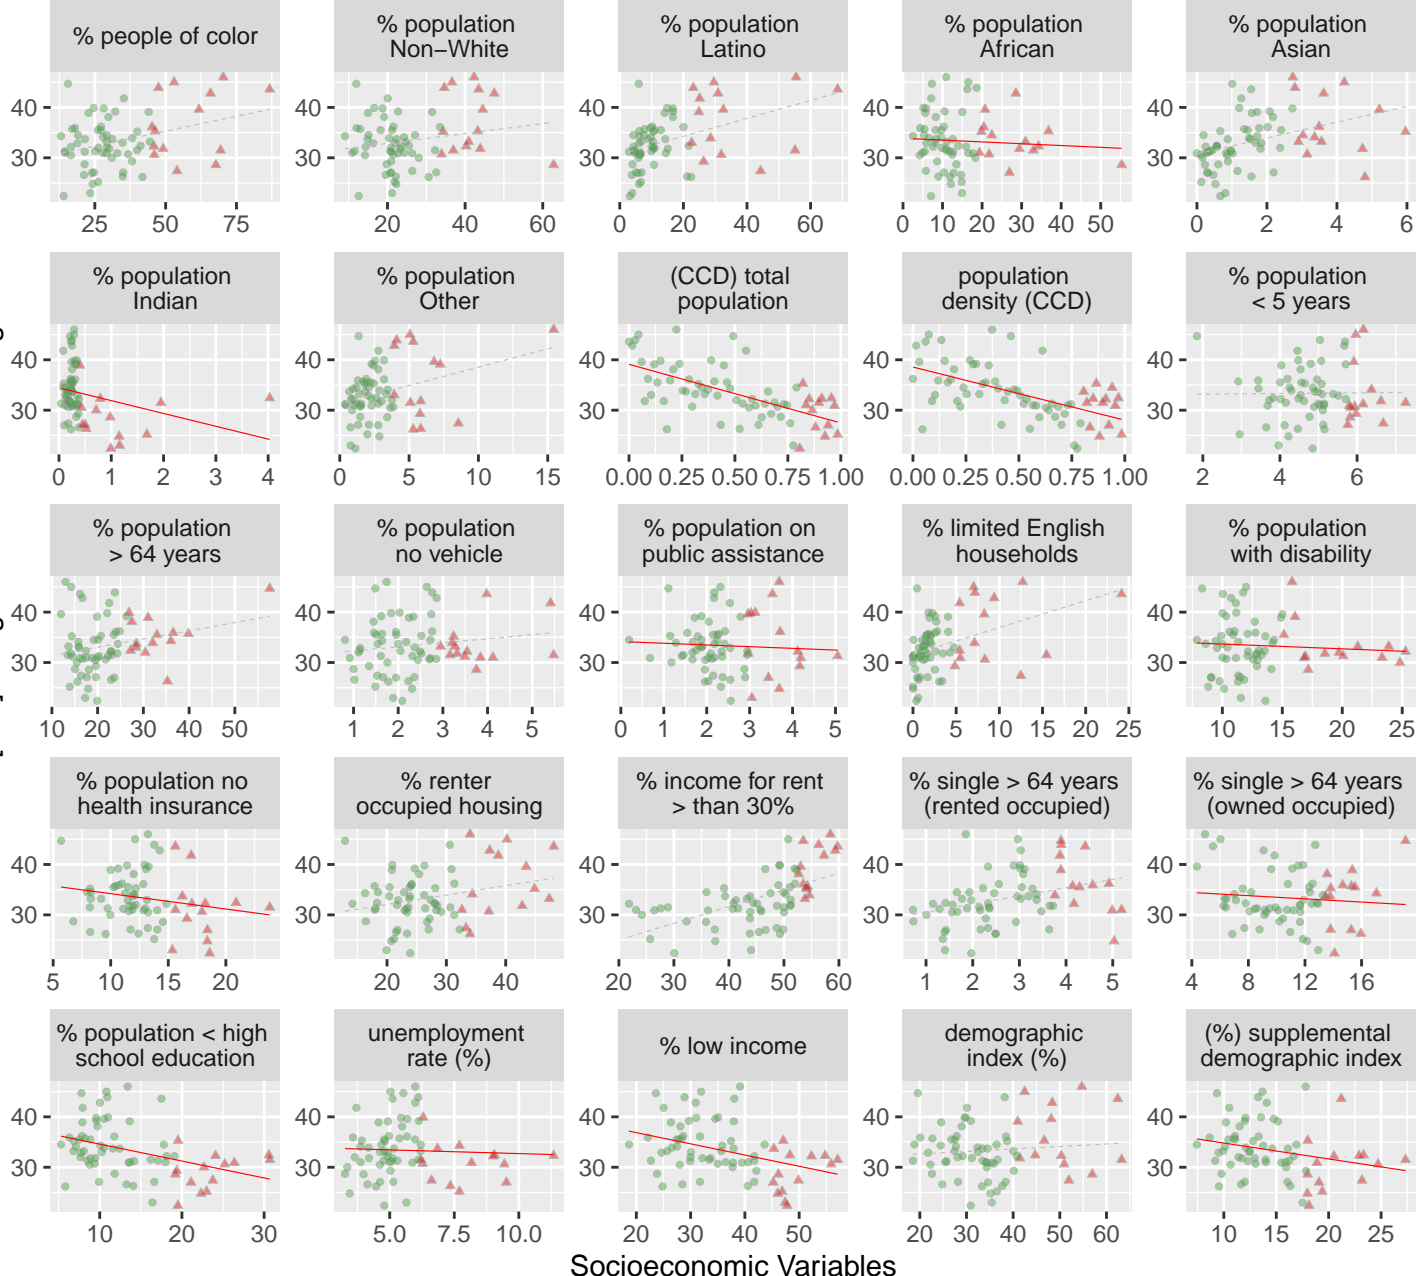 % people of color
% population
Non−White
% population
Latino
% population
African
% population
Asian
40
30
25 50 75
20 40 60
0 20 40 60
0 10 20 30 40 50
0 2 4 6
% population
Indian
% population
Other
(CCD) total
population
population
density (CCD)
% population
< 5 years
40
30
0 1 2 3 4
0 5 10 15
0.00 0.25 0.50 0.75 1.00
0.00 0.25 0.50 0.75 1.00
2 4 6
% population
> 64 years
% population
no vehicle
% population on
public assistance
% limited English
households
% population
with disability
40
30
10 20 30 40 50
1 2 3 4 5
0 1 2 3 4 5
0 5 10 15 20 25
10 15 20 25
% population no
health insurance
% renter
occupied housing
% income for rent
> than 30%
% single > 64 years
(rented occupied)
% single > 64 years
(owned occupied)
40
30
5 10 15 20
20 30 40
20 30 40 50 60
1 2 3 4 5
4 8 12 16
% population < high
school education
unemployment
rate (%)
% low income
demographic
index (%)
(%) supplemental
demographic index
40
30
10 20 30
5.0 7.5 10.0
20 30 40 50
20 30 40 50 60
10 15 20 25
Socioeconomic Variables